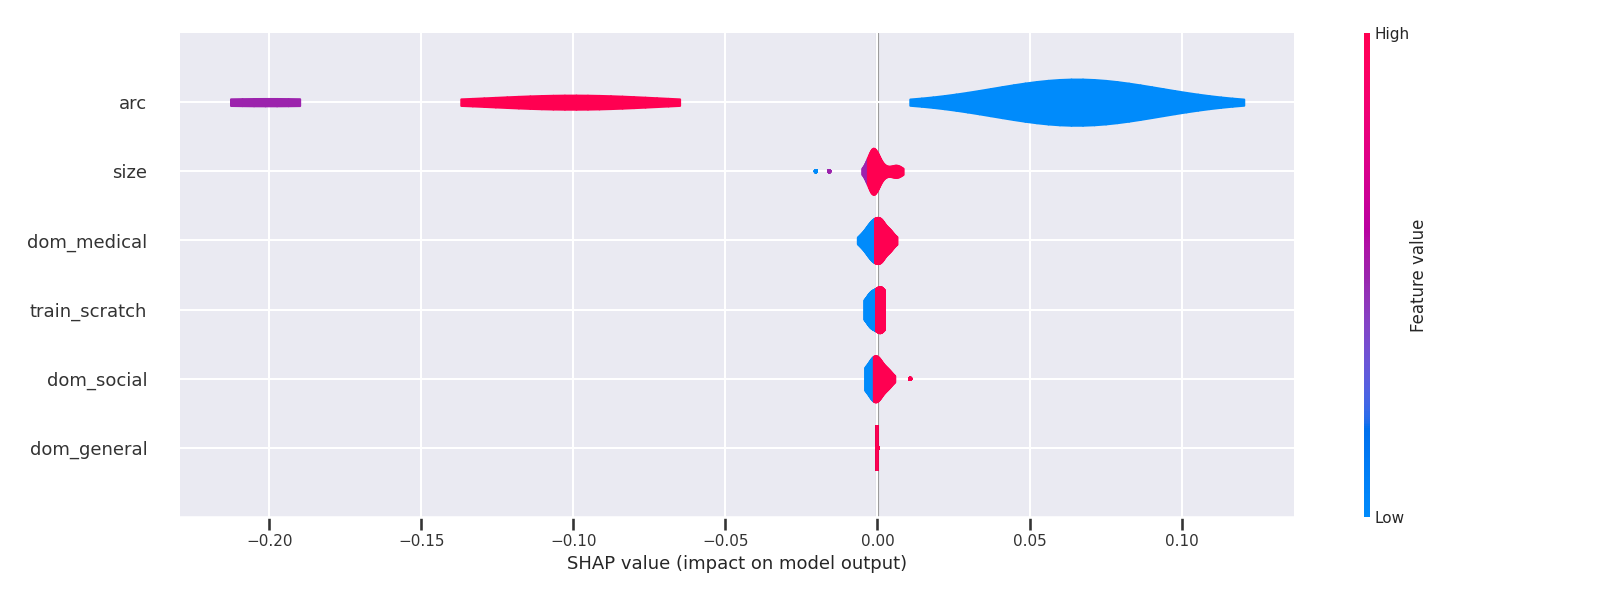 High
arc
size
dom_medical
train_scratch
dom_social
dom_general
Feature value
Low
−0.20 −0.15 −0.10 −0.05 0.00 0.05 0.10
SHAP value (impact on model output)